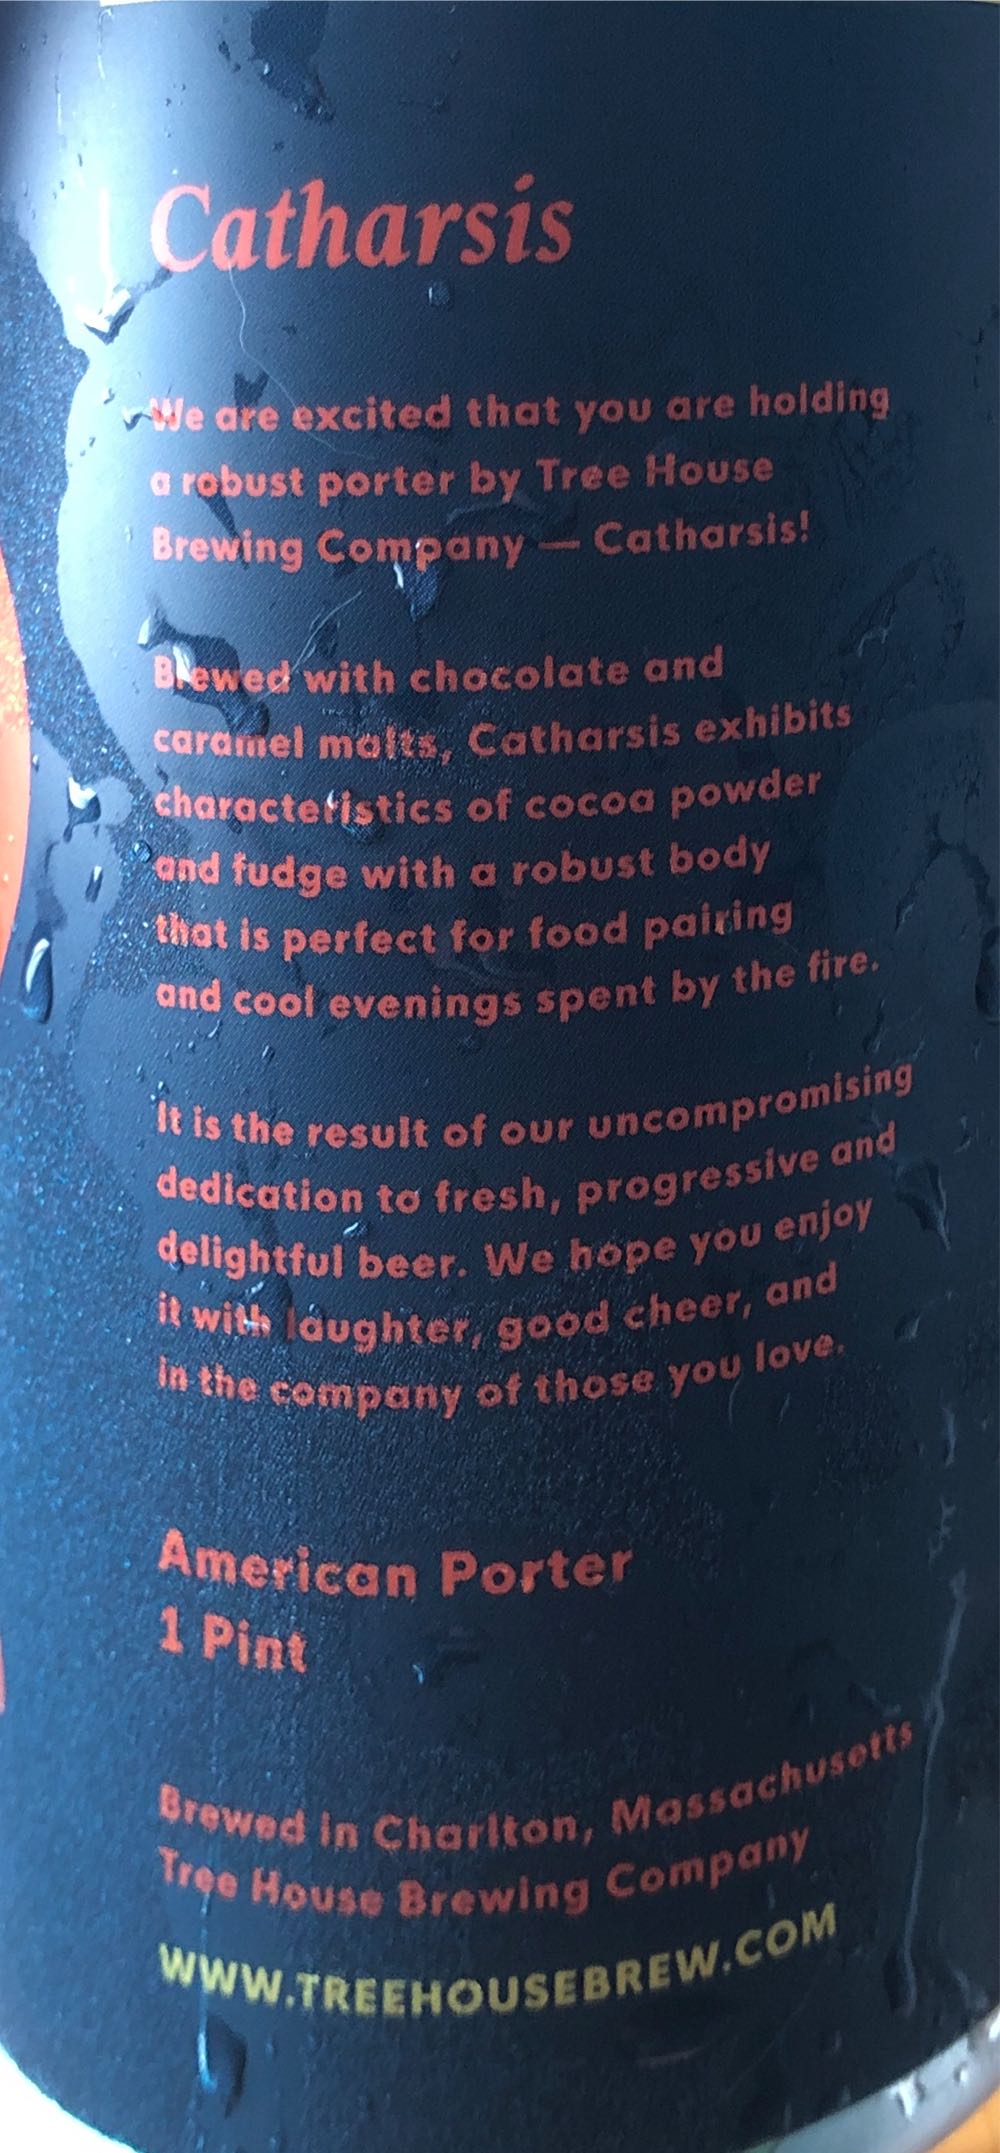 Catharsis
We are excited that you are holding
a robust porter by Tree House
Brewing Company — Catharsis!
Brewed with chocolate and
caramel malts, Catharsis exhibits
characteristics of cocoa powder
and fudge with a robust body
that is perfect for food pairing
and cool evenings spent by the fire.
It is the result of our uncompromising
dedication to fresh, progressive and
delightful beer. We hope you enjoy
it with laughter, good cheer, and
in the company of those you love.
American Porter
1 Pint
Brewed in Charlton, Massachusetts
Tree House Brewing Company
WWW.TREEHOUSEBREW.COM